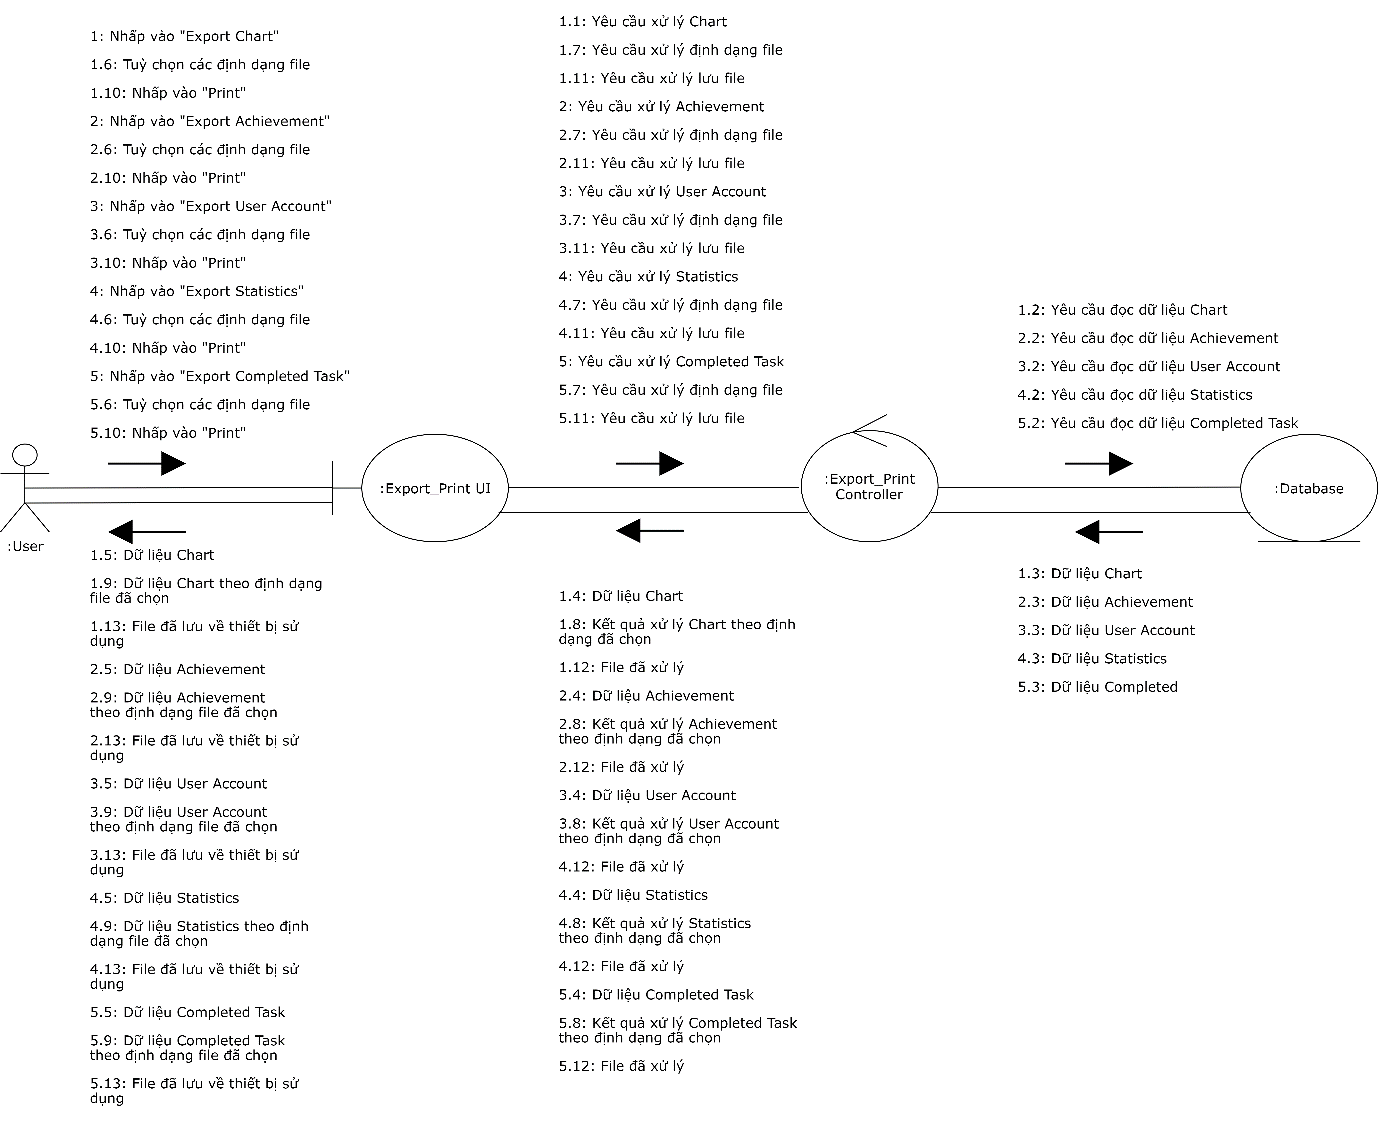 1: Nhấp vào "Export Chart"
1.6: Tuỳ chọn các định dạng file
1.10: Nhấp vào "Print"
2: Nhấp vào "Export Achievement"
2.6: Tuỳ chọn các định dạng file
2.10: Nhấp vào "Print"
3: Nhấp vào "Export User Account"
3.6: Tuỳ chọn các định dạng file
3.10: Nhấp vào "Print"
4: Nhấp vào "Export Statistics"
4.6: Tuỳ chọn các định dạng file
4.10: Nhấp vào "Print"
5: Nhấp vào "Export Completed Task"
5.6: Tuỳ chọn các định dạng file
5.10: Nhấp vào "Print"
1.1: Yêu cầu xử lý Chart
1.7: Yêu cầu xử lý định dạng file
1.11: Yêu cầu xử lý lưu file
2: Yêu cầu xử lý Achievement
2.7: Yêu cầu xử lý định dạng file
2.11: Yêu cầu xử lý lưu file
3: Yêu cầu xử lý User Account
3.7: Yêu cầu xử lý định dạng file
3.11: Yêu cầu xử lý lưu file
4: Yêu cầu xử lý Statistics
4.7: Yêu cầu xử lý định dạng file
4.11: Yêu cầu xử lý lưu file
5: Yêu cầu xử lý Completed Task
5.7: Yêu cầu xử lý định dạng file
5.11: Yêu cầu xử lý lưu file
1.2: Yêu cầu đọc dữ liệu Chart
2.2: Yêu cầu đọc dữ liệu Achievement
3.2: Yêu cầu đọc dữ liệu User Account
4.2: Yêu cầu đọc dữ liệu Statistics
5.2: Yêu cầu đọc dữ liệu Completed Task
:User
:Export_Print UI
:Export_Print
Controller
:Database
1.5: Dữ liệu Chart
1.9: Dữ liệu Chart theo định dạng
file đã chọn
1.13: File đã lưu về thiết bị sử
dụng
2.5: Dữ liệu Achievement
2.9: Dữ liệu Achievement
theo định dạng file đã chọn
2.13: File đã lưu về thiết bị sử
dụng
3.5: Dữ liệu User Account
3.9: Dữ liệu User Account
theo định dạng file đã chọn
3.13: File đã lưu về thiết bị sử
dụng
4.5: Dữ liệu Statistics
4.9: Dữ liệu Statistics theo định
dạng file đã chọn
4.13: File đã lưu về thiết bị sử
dụng
5.5: Dữ liệu Completed Task
5.9: Dữ liệu Completed Task
theo định dạng file đã chọn
5.13: File đã lưu về thiết bị sử
dụng
1.4: Dữ liệu Chart
1.8: Kết quả xử lý Chart theo định
dạng đã chọn
1.12: File đã xử lý
2.4: Dữ liệu Achievement
2.8: Kết quả xử lý Achievement
theo định dạng đã chọn
2.12: File đã xử lý
3.4: Dữ liệu User Account
3.8: Kết quả xử lý User Account
theo định dạng đã chọn
4.12: File đã xử lý
4.4: Dữ liệu Statistics
4.8: Kết quả xử lý Statistics
theo định dạng đã chọn
4.12: File đã xử lý
5.4: Dữ liệu Completed Task
5.8: Kết quả xử lý Completed Task
theo định dạng đã chọn
5.12: File đã xử lý
1.3: Dữ liệu Chart
2.3: Dữ liệu Achievement
3.3: Dữ liệu User Account
4.3: Dữ liệu Statistics
5.3: Dữ liệu Completed